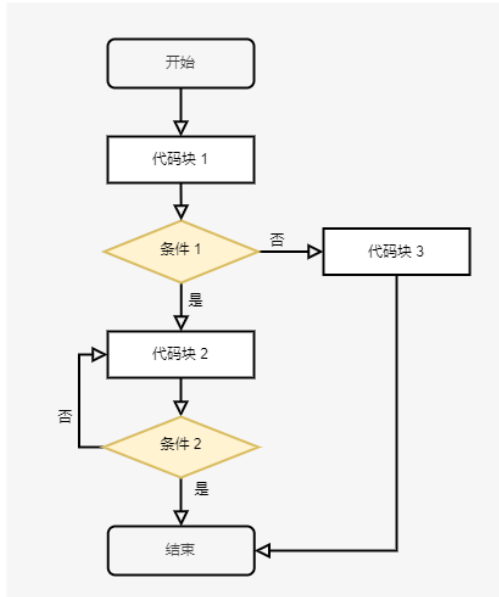 开始
代码块 1
条件 1
否
代码块 3
是
代码块 2
否
条件 2
是
结束